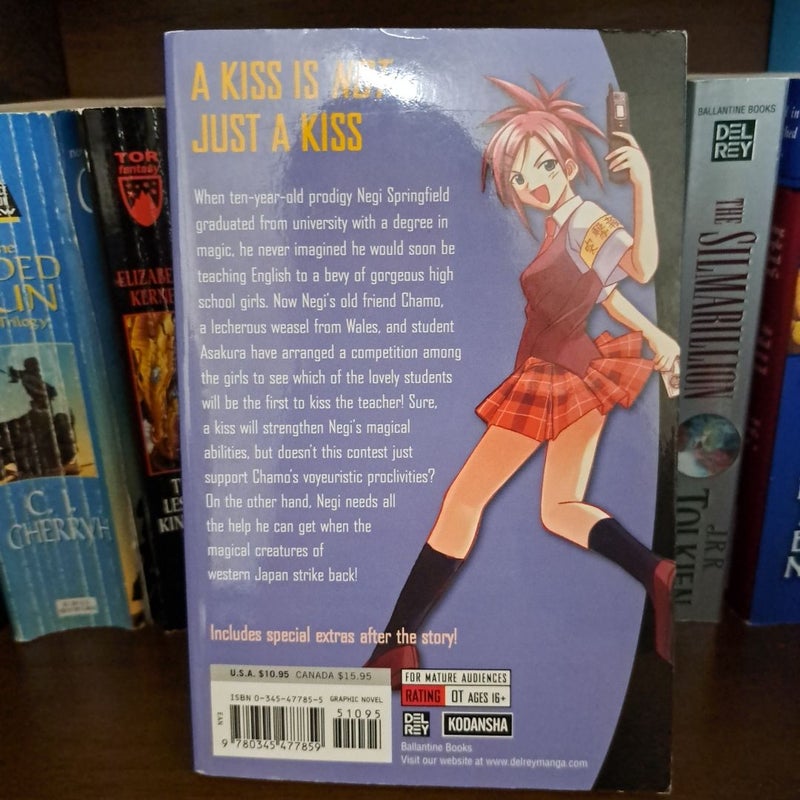 A KISS IS NOT
JUST A KISS
When ten-year-old prodigy Negi Springfield
graduated from university with a degree in
magic, he never imagined he would soon be
teaching English to a bevy of gorgeous high
school girls. Now Negi's old friend Chamo,
a lecherous weasel from Wales, and student
Asakura have arranged a competition among
the girls to see which of the lovely students
will be the first to kiss the teacher! Sure,
a kiss will strengthen Negi's magical
abilities, but doesn't this contest just
support Chamo's voyeuristic proclivities?
On the other hand, Negi needs all
the help he can get when the
magical creatures of
western Japan strike back!
Includes special extras after the story!
U.S.A. $10.95 CANADA $15.95
ISBN 0-345-47785-5 GRAPHIC NOVEL
51095
EAN
9 780345 477859
FOR MATURE AUDIENCES
RATING OT AGES 16+
DEL
REY
KODANSHA
Ballantine Books
Visit our website at www.delreymanga.com
C. J.
CHERRYH
Trilogy
TOR
fantasy
BALLANTINE BOOKS
DEL
REY
THE SILMARILLION
J.R.R.
TOLKIEN